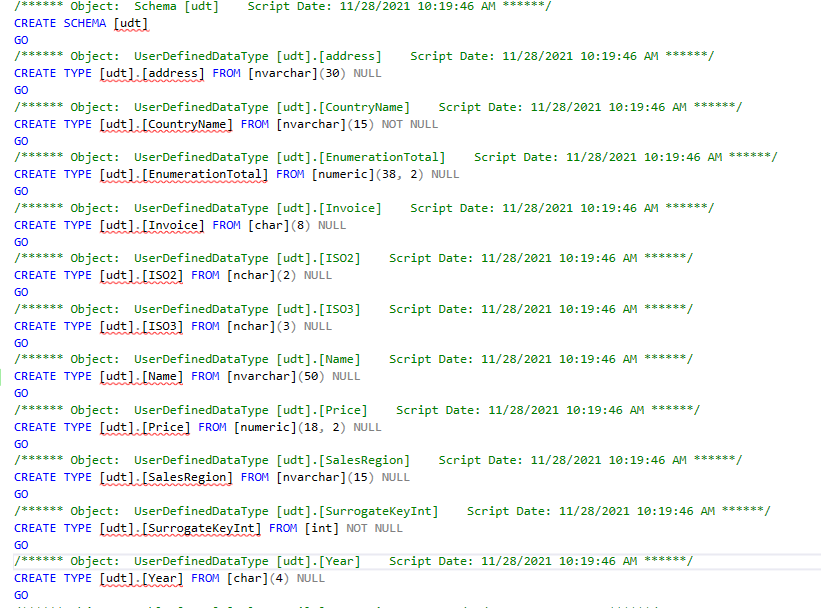 /****** Object:  Schema [udt]    Script Date: 11/28/2021 10:19:46 AM ******/
CREATE SCHEMA [udt]
GO
/****** Object:  UserDefinedDataType [udt].[address]    Script Date: 11/28/2021 10:19:46 AM ******/
CREATE TYPE [udt].[address] FROM [nvarchar](30) NULL
GO
/****** Object:  UserDefinedDataType [udt].[CountryName]    Script Date: 11/28/2021 10:19:46 AM ******/
CREATE TYPE [udt].[CountryName] FROM [nvarchar](15) NOT NULL
GO
/****** Object:  UserDefinedDataType [udt].[EnumerationTotal]    Script Date: 11/28/2021 10:19:46 AM ******/
CREATE TYPE [udt].[EnumerationTotal] FROM [numeric](38, 2) NULL
GO
/****** Object:  UserDefinedDataType [udt].[Invoice]    Script Date: 11/28/2021 10:19:46 AM ******/
CREATE TYPE [udt].[Invoice] FROM [char](8) NULL
GO
/****** Object:  UserDefinedDataType [udt].[ISO2]    Script Date: 11/28/2021 10:19:46 AM ******/
CREATE TYPE [udt].[ISO2] FROM [nchar](2) NULL
GO
/****** Object:  UserDefinedDataType [udt].[ISO3]    Script Date: 11/28/2021 10:19:46 AM ******/
CREATE TYPE [udt].[ISO3] FROM [nchar](3) NULL
GO
/****** Object:  UserDefinedDataType [udt].[Name]    Script Date: 11/28/2021 10:19:46 AM ******/
CREATE TYPE [udt].[Name] FROM [nvarchar](50) NULL
GO
/****** Object:  UserDefinedDataType [udt].[Price]    Script Date: 11/28/2021 10:19:46 AM ******/
CREATE TYPE [udt].[Price] FROM [numeric](18, 2) NULL
GO
/****** Object:  UserDefinedDataType [udt].[SalesRegion]    Script Date: 11/28/2021 10:19:46 AM ******/
CREATE TYPE [udt].[SalesRegion] FROM [nvarchar](15) NULL
GO
/****** Object:  UserDefinedDataType [udt].[SurrogateKeyInt]    Script Date: 11/28/2021 10:19:46 AM ******/
CREATE TYPE [udt].[SurrogateKeyInt] FROM [int] NOT NULL
GO
/****** Object:  UserDefinedDataType [udt].[Year]    Script Date: 11/28/2021 10:19:46 AM ******/
CREATE TYPE [udt].[Year] FROM [char](4) NULL
GO